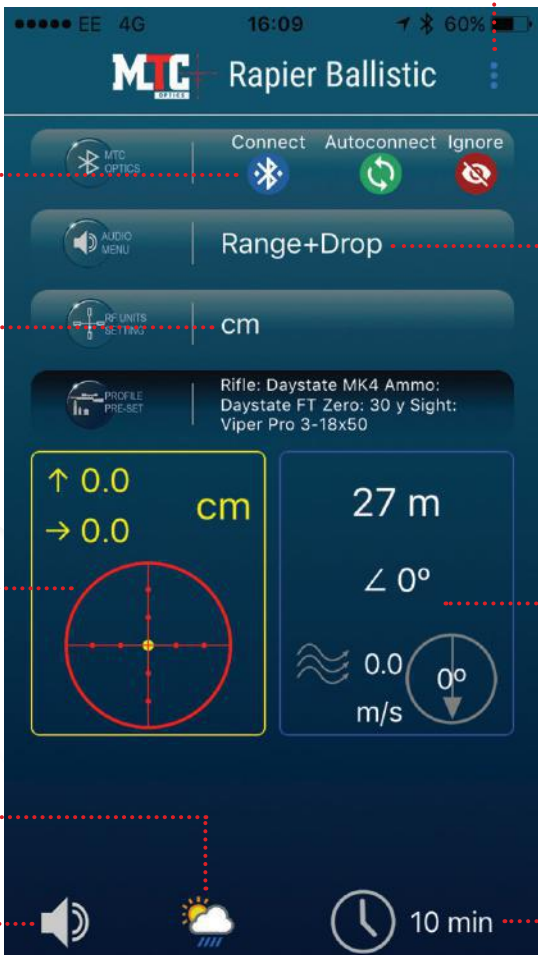 EE 4G 16:09 60%
MTC OPTICS Rapier Ballistic
MTC OPTICS
Connect Autoconnect Ignore
AUDIO MENU
Range+Drop
RF UNITS SETTING
cm
PROFILE PRE-SET
Rifle: Daystate MK4 Ammo:
Daystate FT Zero: 30 y Sight:
Viper Pro 3-18x50
↑ 0.0
cm
→ 0.0
27 m
∠ 0º
0.0
0º
m/s
10 min